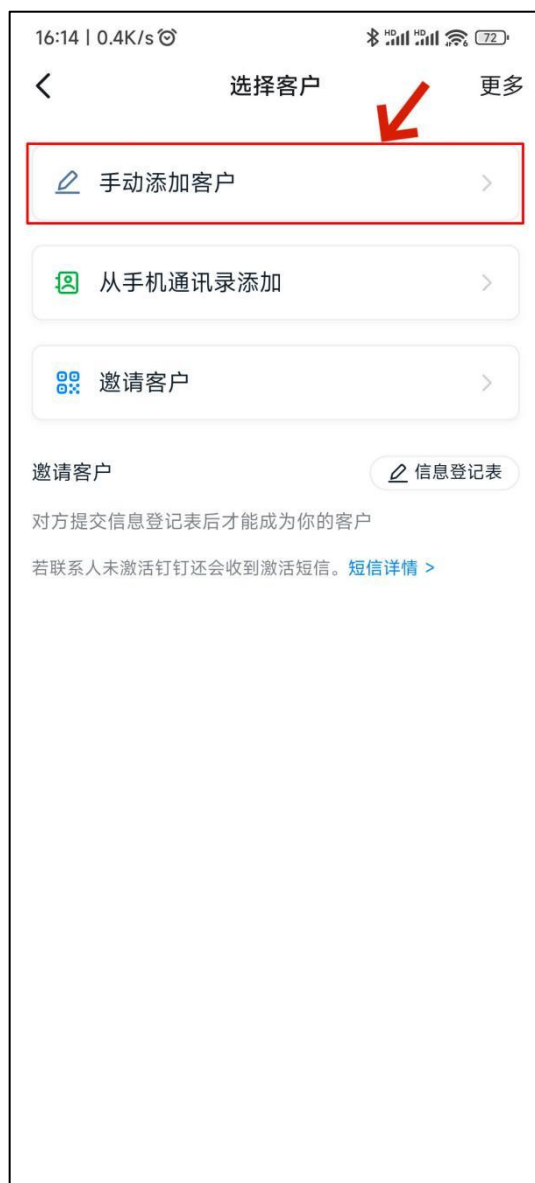 16:14 | 0.4K/s HD HD 6 72
选择客户 更多
手动添加客户
从手机通讯录添加
邀请客户
邀请客户 信息登记表
对方提交信息登记表后才能成为你的客户
若联系人未激活钉钉还会收到激活短信。短信详情 >